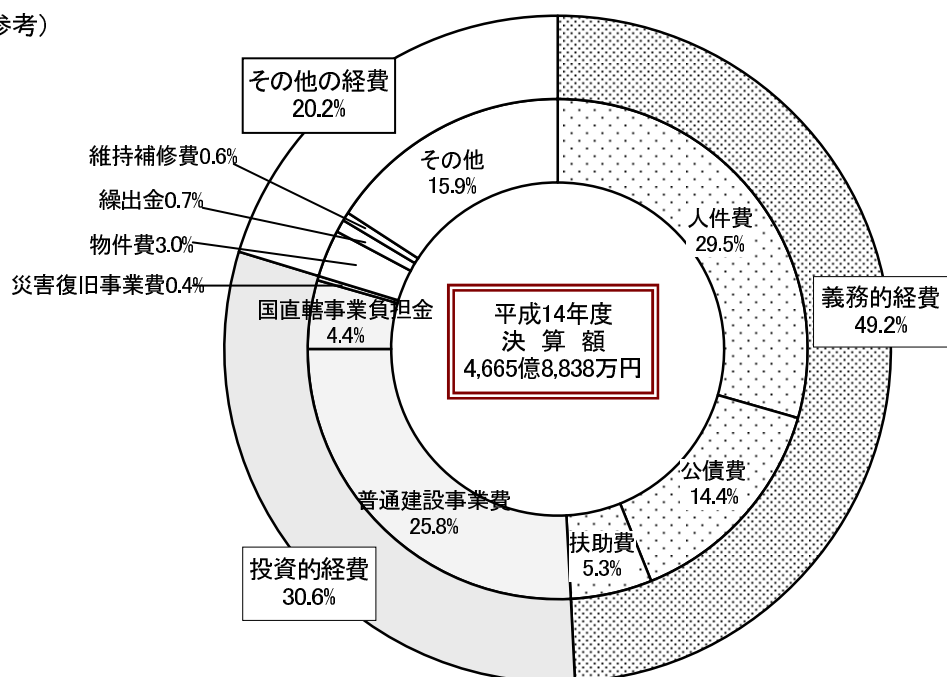 参考）
その他の経費
20.2%
維持補修費0.6%
繰出金0.7%
物件費3.0%
災害復旧事業費0.4%
その他
15.9%
人件費
29.5%
国直轄事業負担金
4.4%
平成14年度
決 算 額
4,665億8,838万円
義務的経費
49.2%
公債費
14.4%
普通建設事業費
25.8%
扶助費
5.3%
投資的経費
30.6%